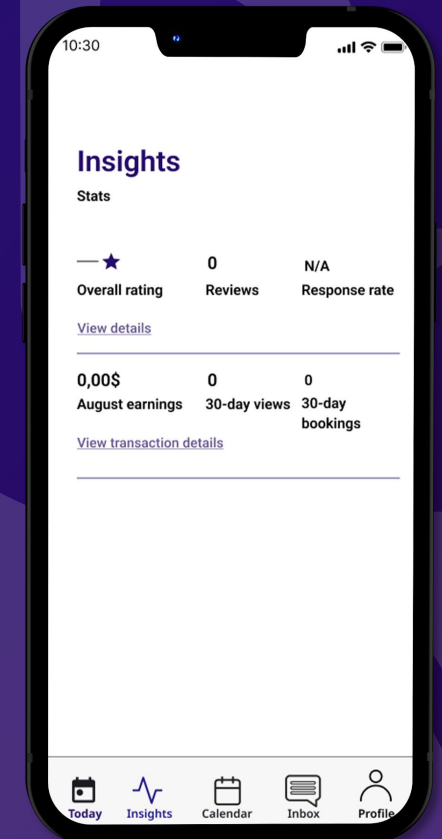 10:30
Insights
Stats
0 N/A
Overall rating Reviews Response rate
View details
0,00$ 0 0
August earnings 30-day views 30-day
bookings
View transaction details
Today Insights Calendar Inbox Profile